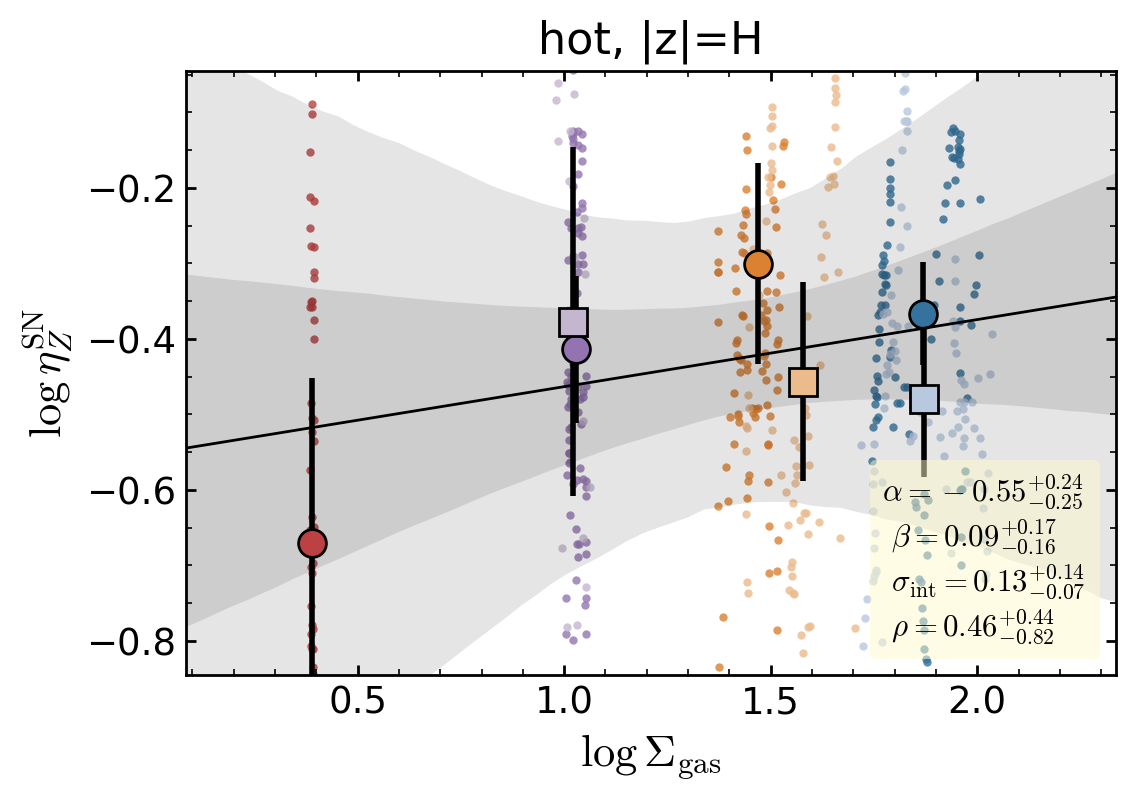 hot, |z|=H
log η_Z^SN
−0.2
−0.4
−0.6
−0.8
α = −0.55^{+0.24}_{−0.25}
β = 0.09^{+0.17}_{−0.16}
σ_int = 0.13^{+0.14}_{−0.07}
ρ = 0.46^{+0.44}_{−0.82}
0.5 1.0 1.5 2.0
log Σ_gas